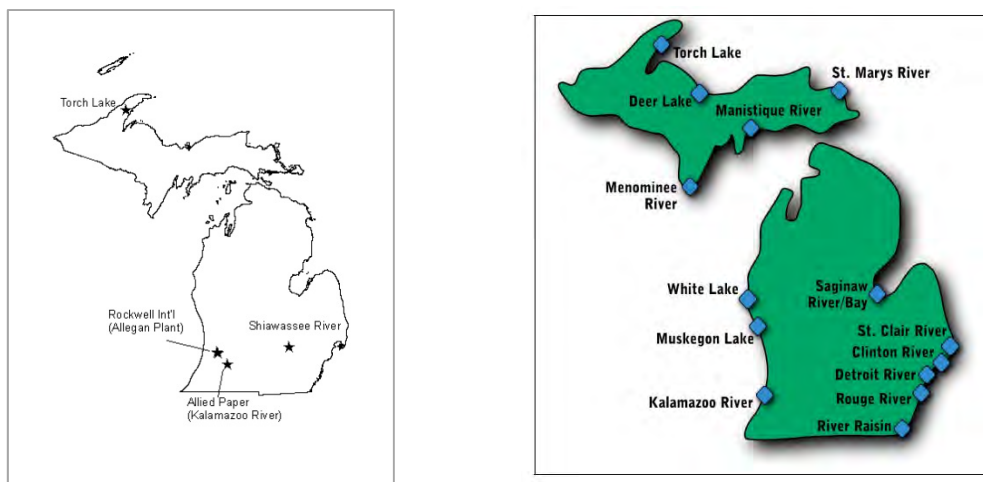 Torch Lake
Rockwell Int'l
(Allegan Plant)
Shiawassee River
Allied Paper
(Kalamazoo River)
Torch Lake
St. Marys River
Deer Lake
Manistique River
Menominee
River
White Lake
Saginaw
River/Bay
Muskegon Lake
St. Clair River
Clinton River
Detroit River
Kalamazoo River
Rouge River
River Raisin